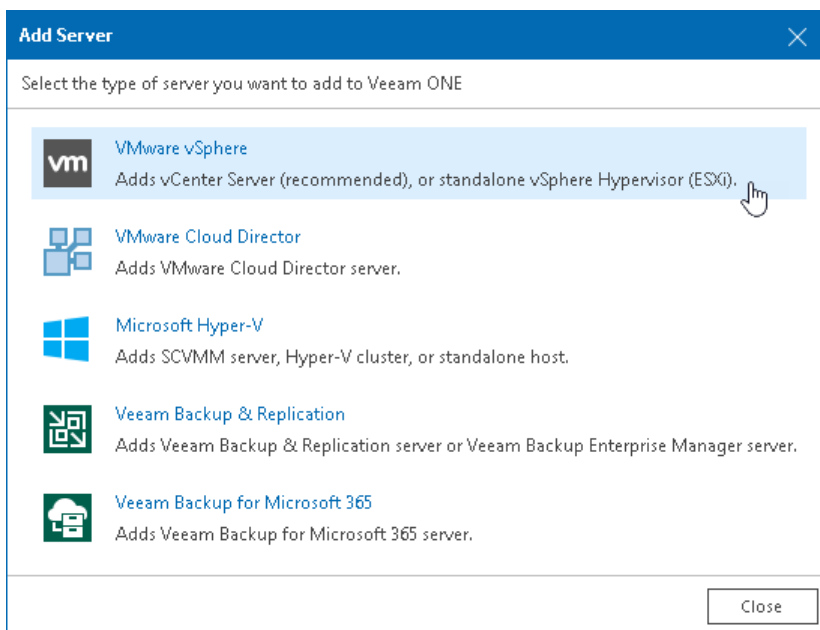 Add Server
Select the type of server you want to add to Veeam ONE
vm
VMware vSphere
Adds vCenter Server (recommended), or standalone vSphere Hypervisor (ESXi).
VMware Cloud Director
Adds VMware Cloud Director server.
Microsoft Hyper-V
Adds SCVMM server, Hyper-V cluster, or standalone host.
Veeam Backup & Replication
Adds Veeam Backup & Replication server or Veeam Backup Enterprise Manager server.
Veeam Backup for Microsoft 365
Adds Veeam Backup for Microsoft 365 server.
Close